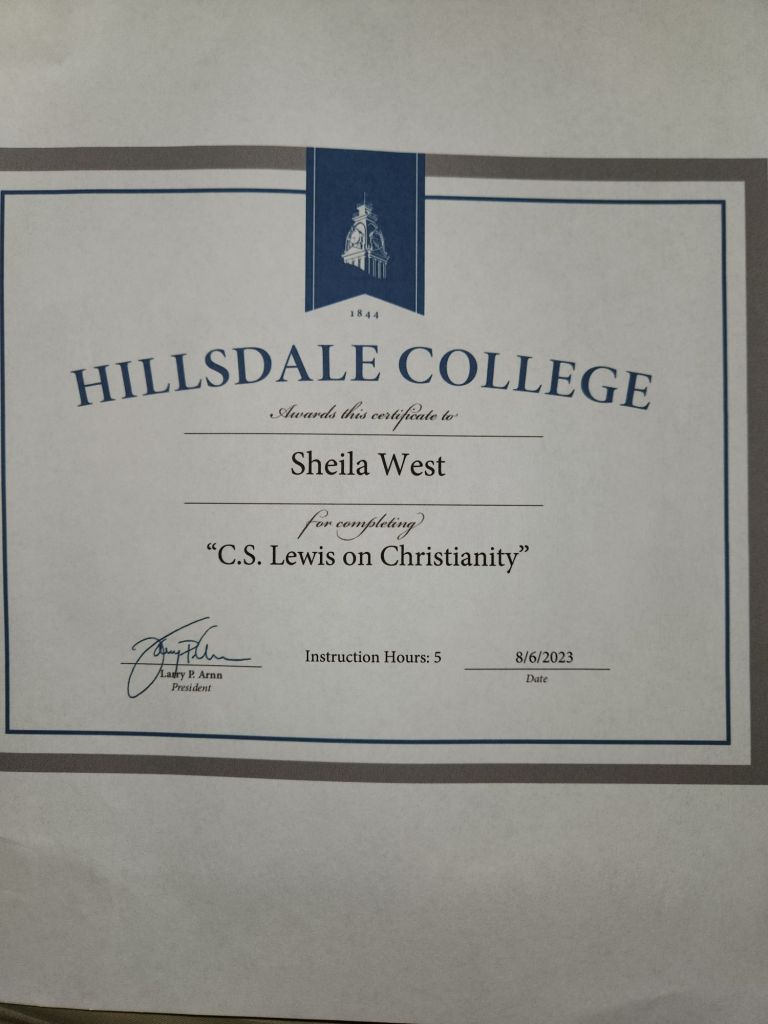 1844
HILLSDALE COLLEGE
Awards this certificate to
Sheila West
for completing
“C.S. Lewis on Christianity”
Instruction Hours: 5
8/6/2023
Larry P. Arnn
President
Date